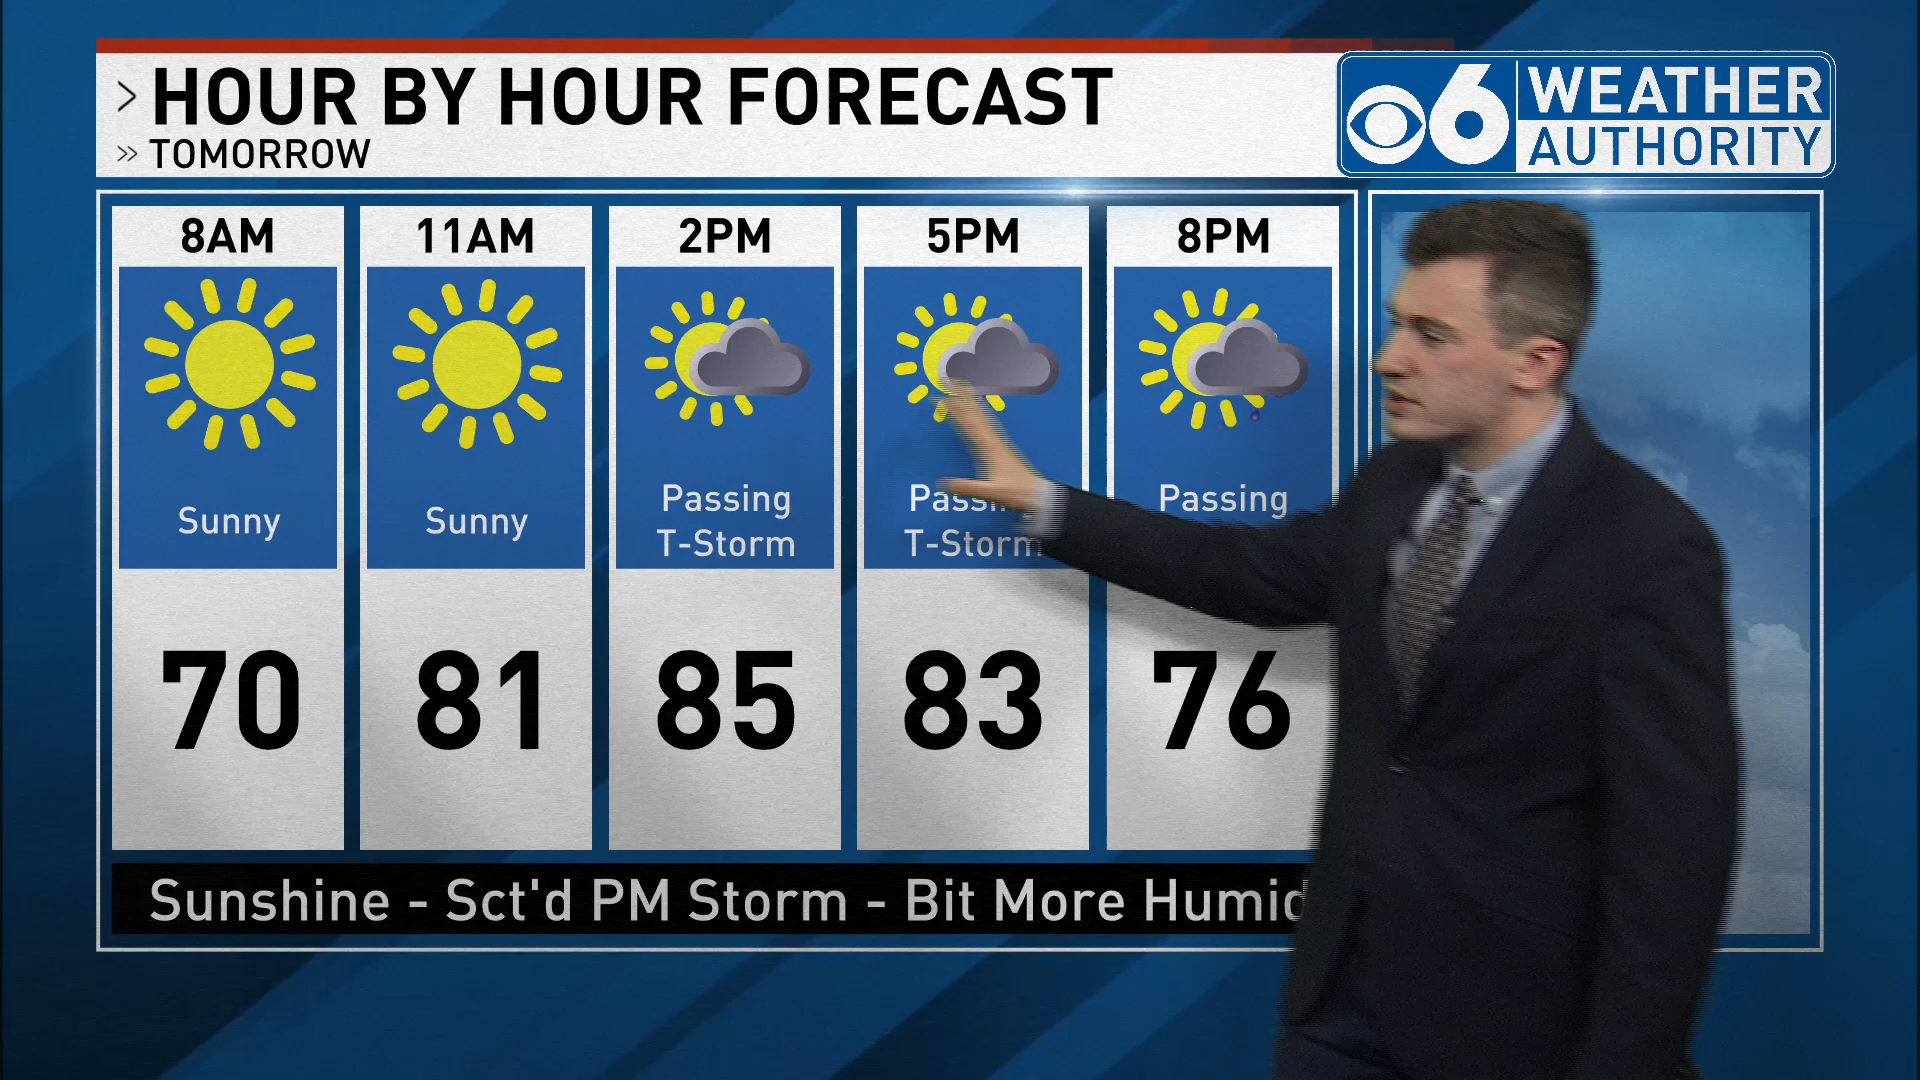 > HOUR BY HOUR FORECAST
» TOMORROW
6 WEATHER
AUTHORITY
8AM
Sunny
70
11AM
Sunny
81
2PM
Passing
T-Storm
85
5PM
T-Storm
83
8PM
Passing
76
Sunshine - Sct'd PM Storm - Bit More Humid